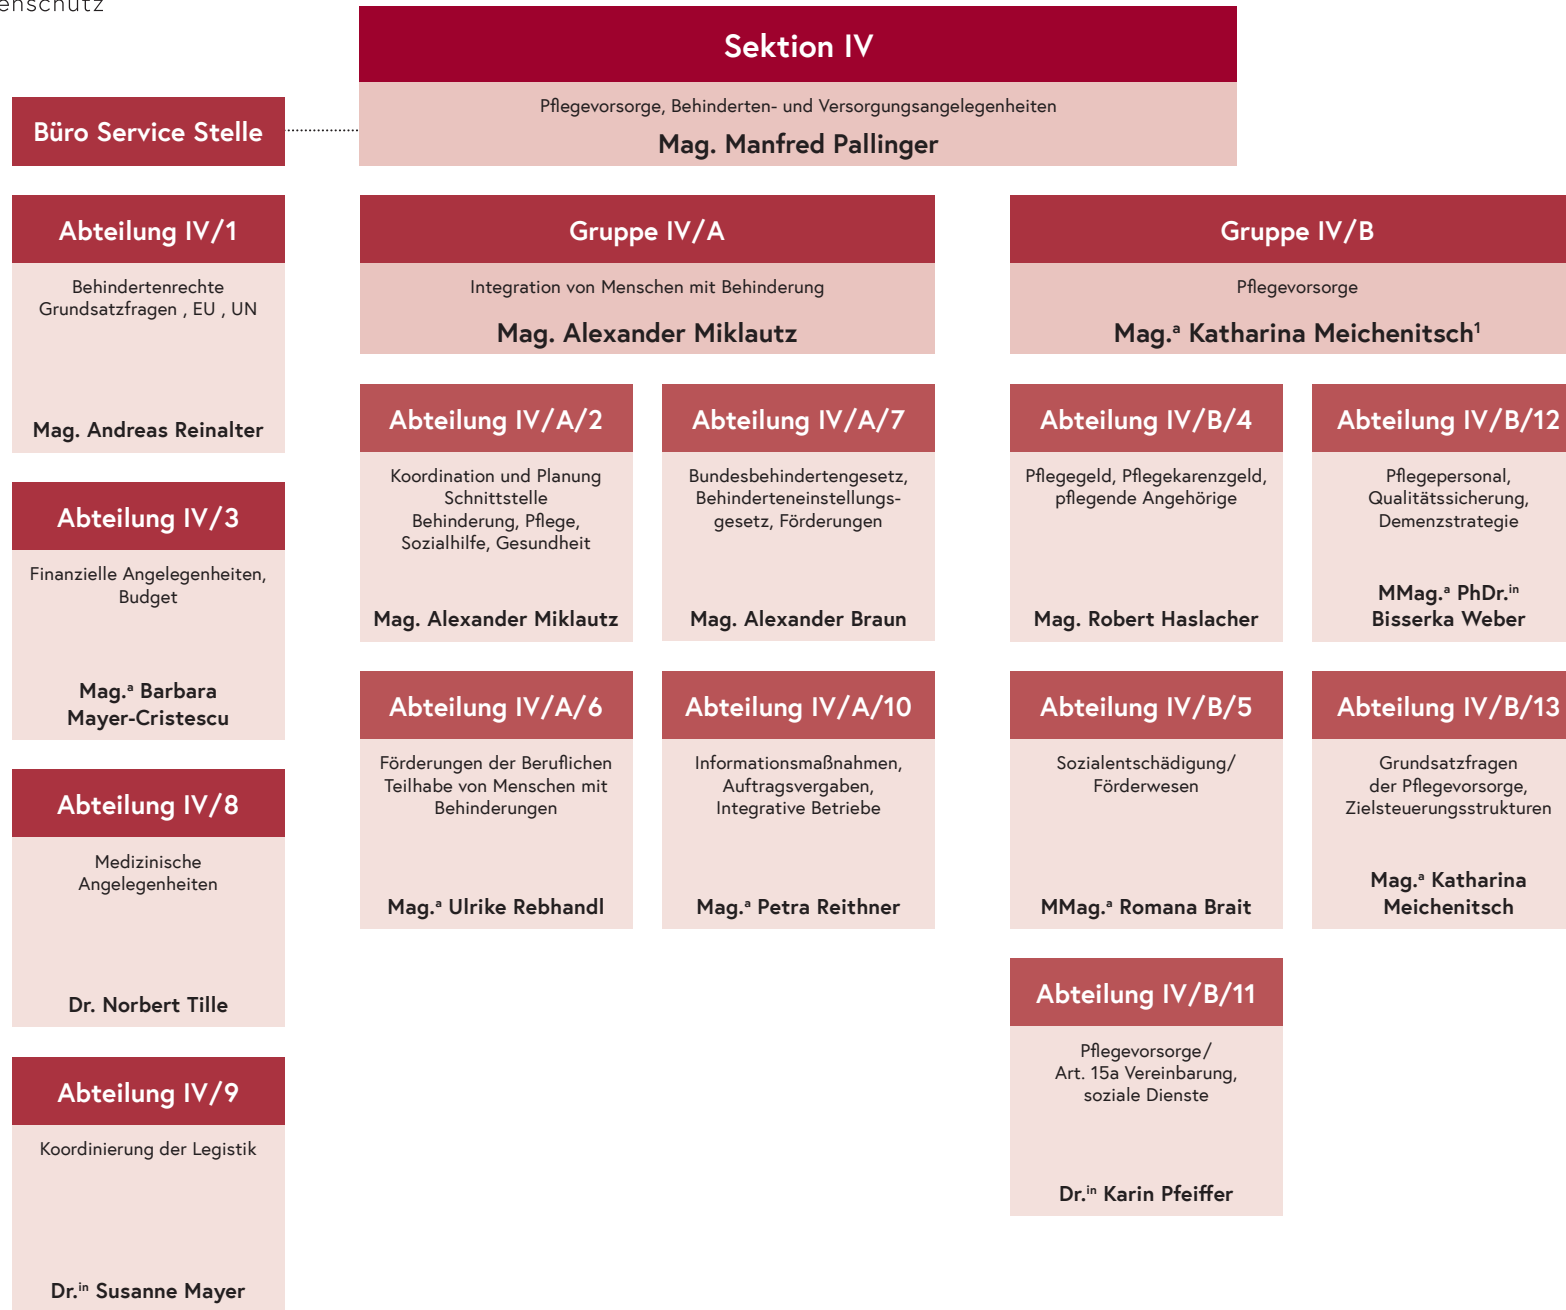 Sektion IV
Pflegevorsorge, Behinderten- und Versorgungsangelegenheiten
Mag. Manfred Pallinger
Büro Service Stelle
Abteilung IV/1
Behindertenrechte
Grundsatzfragen , EU , UN
Mag. Andreas Reinalter
Abteilung IV/3
Finanzielle Angelegenheiten,
Budget
Mag.ᵃ Barbara
Mayer-Cristescu
Abteilung IV/8
Medizinische
Angelegenheiten
Dr. Norbert Tille
Abteilung IV/9
Koordinierung der Legistik
Dr.ⁱⁿ Susanne Mayer
Gruppe IV/A
Integration von Menschen mit Behinderung
Mag. Alexander Miklautz
Abteilung IV/A/2
Koordination und Planung
Schnittstelle
Behinderung, Pflege,
Sozialhilfe, Gesundheit
Mag. Alexander Miklautz
Abteilung IV/A/7
Bundesbehindertengesetz,
Behinderteneinstellungs-
gesetz, Förderungen
Mag. Alexander Braun
Abteilung IV/A/6
Förderungen der Beruflichen
Teilhabe von Menschen mit
Behinderungen
Mag.ᵃ Ulrike Rebhandl
Abteilung IV/A/10
Informationsmaßnahmen,
Auftragsvergaben,
Integrative Betriebe
Mag.ᵃ Petra Reithner
Gruppe IV/B
Pflegevorsorge
Mag.ᵃ Katharina Meichenitsch¹
Abteilung IV/B/4
Pflegegeld, Pflegekarenzgeld,
pflegende Angehörige
Mag. Robert Haslacher
Abteilung IV/B/12
Pflegepersonal,
Qualitätssicherung,
Demenzstrategie
MMag.ᵃ PhDr.ⁱⁿ
Bisserka Weber
Abteilung IV/B/5
Sozialentschädigung/
Förderwesen
MMag.ᵃ Romana Brait
Abteilung IV/B/13
Grundsatzfragen
der Pflegevorsorge,
Zielsteuerungsstrukturen
Mag.ᵃ Katharina
Meichenitsch
Abteilung IV/B/11
Pflegevorsorge/
Art. 15a Vereinbarung,
soziale Dienste
Dr.ⁱⁿ Karin Pfeiffer